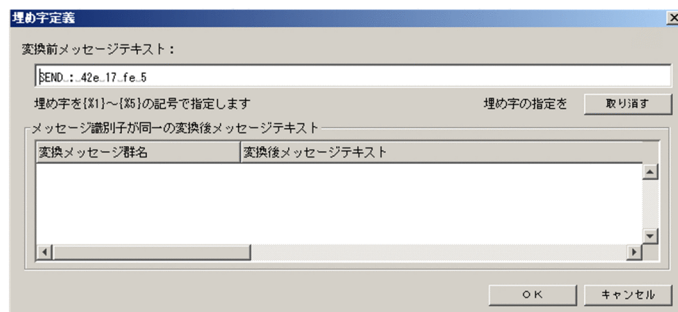 埋め字定義
変換前メッセージテキスト：
SEND..:..42e..17..fe..5
埋め字を{%1}～{%5}の記号で指定します 埋め字の指定を 取り消す
メッセージ識別子が同一の変換後メッセージテキスト
変換メッセージ群名 変換後メッセージテキスト
OK キャンセル